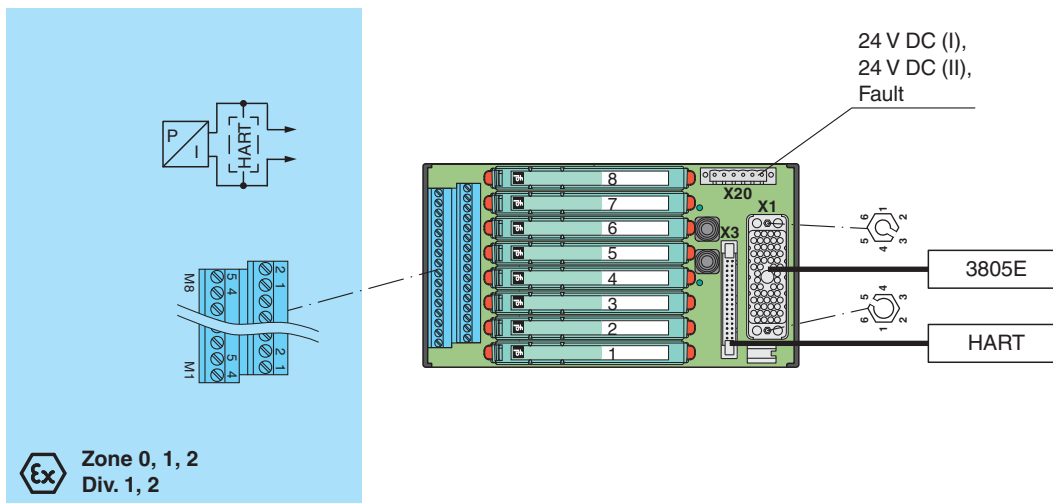 24 V DC (I),
24 V DC (II),
Fault
P
I
HART
8
7
6
5
4
3
2
1
X20
X1
X3
6 1 2
5 4 3
3805E
5 4 3
6 1 2
HART
M8 5 4
2 1
M1 5 4
2 1
Ex
Zone 0, 1, 2
Div. 1, 2